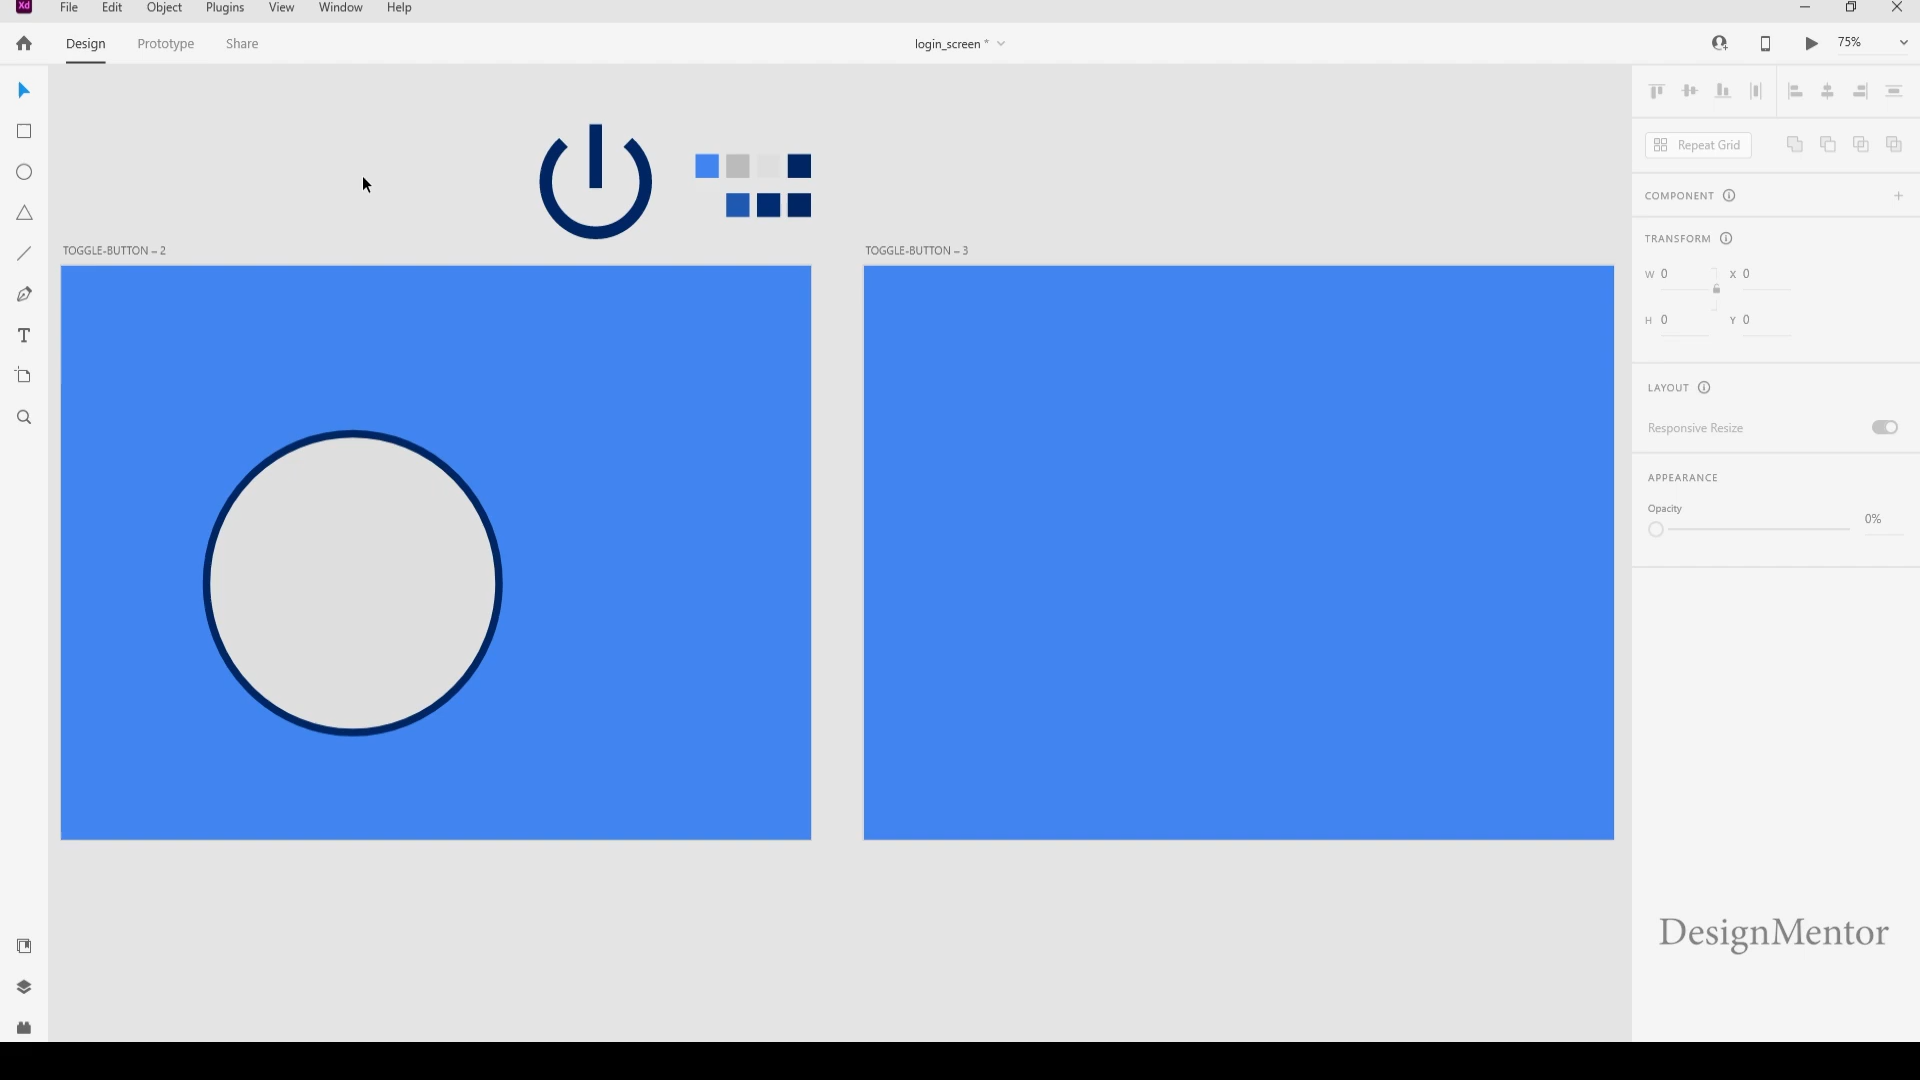 Xd File Edit Object Plugins View Window Help
Design Prototype Share login_screen * 75%
Repeat Grid
COMPONENT
TOGGLE-BUTTON – 2 TOGGLE-BUTTON – 3
TRANSFORM
W 0 X 0
H 0 Y 0
LAYOUT
Responsive Resize
APPEARANCE
Opacity
0%
DesignMentor